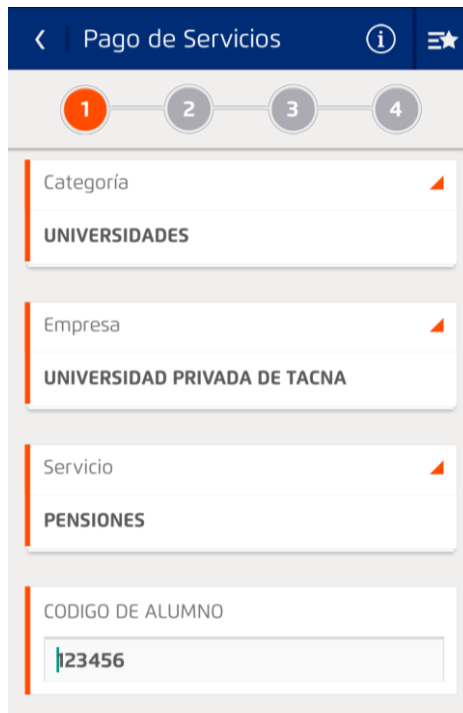 Pago de Servicios
1 2 3 4
Categoría
UNIVERSIDADES
Empresa
UNIVERSIDAD PRIVADA DE TACNA
Servicio
PENSIONES
CODIGO DE ALUMNO
123456